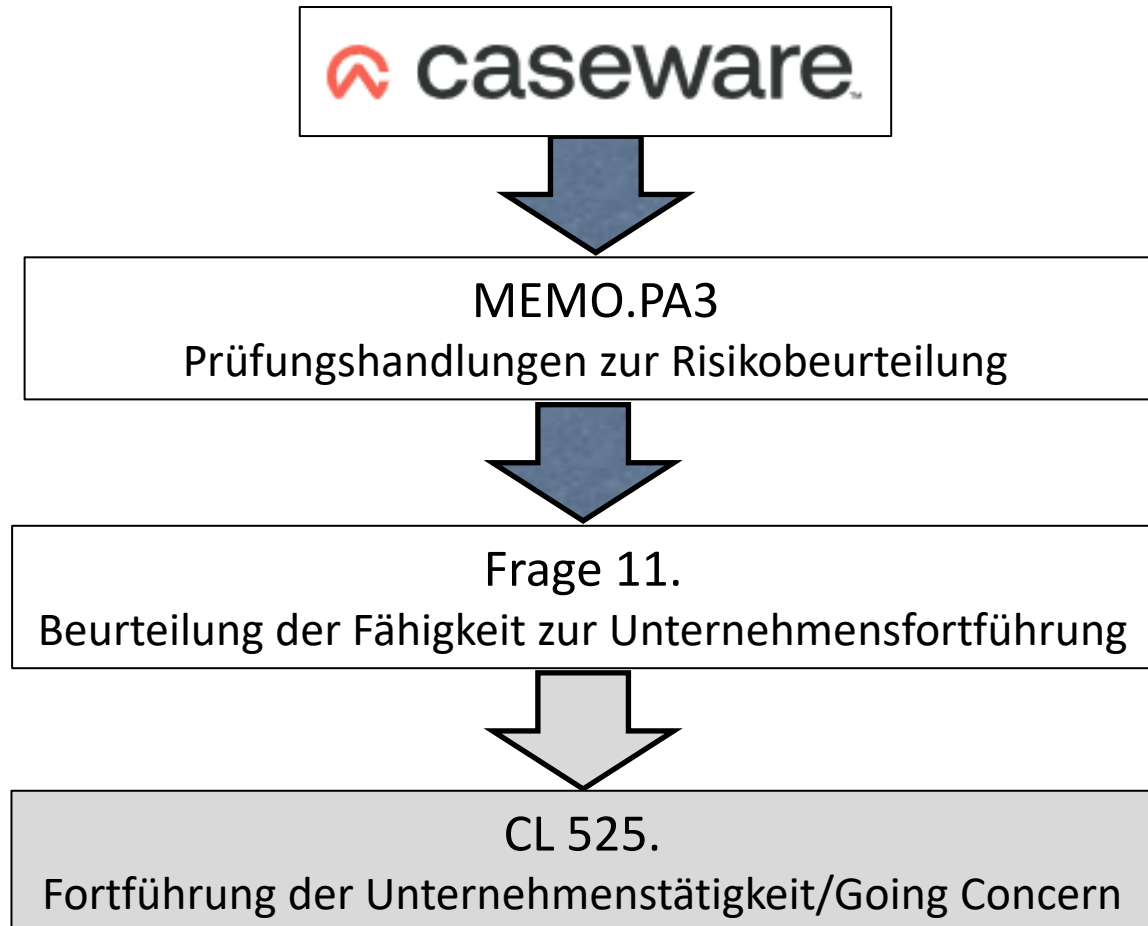 caseware™
MEMO.PA3
Prüfungshandlungen zur Risikobeurteilung
Frage 11.
Beurteilung der Fähigkeit zur Unternehmensfortführung
CL 525.
Fortführung der Unternehmenstätigkeit/Going Concern